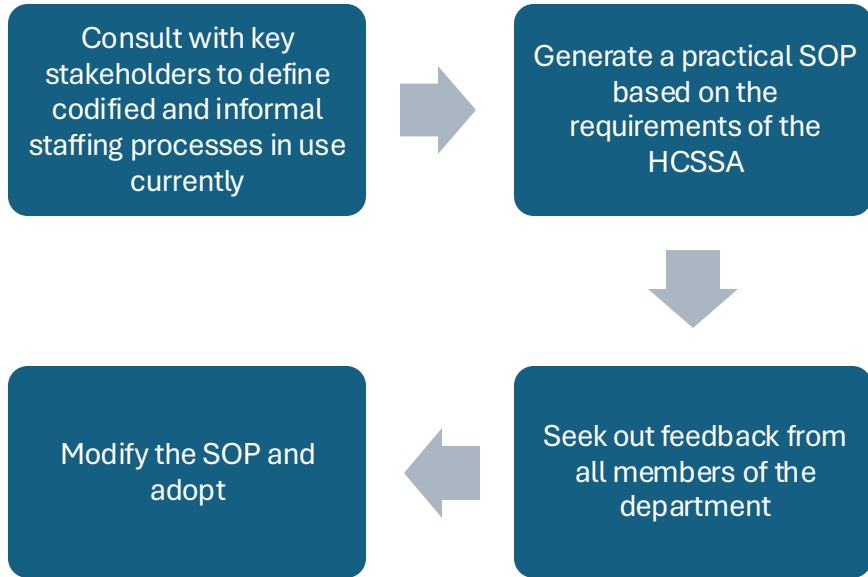 Consult with key
stakeholders to define
codified and informal
staffing processes in use
currently
Generate a practical SOP
based on the
requirements of the
HCSSA
Seek out feedback from
all members of the
department
Modify the SOP and
adopt